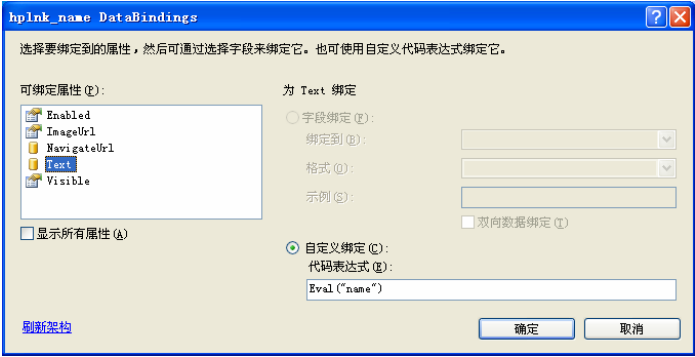 hplnk_name DataBindings
选择要绑定到的属性，然后可通过选择字段来绑定它。也可使用自定义代码表达式绑定它。
可绑定属性(P):
Enabled
ImageUrl
NavigateUrl
Text
Visible
显示所有属性(A)
为 Text 绑定
字段绑定(F):
绑定到(B):
格式(O):
示例(S):
双向数据绑定(T)
自定义绑定(C):
代码表达式(E):
Eval("name")
刷新架构
确定
取消